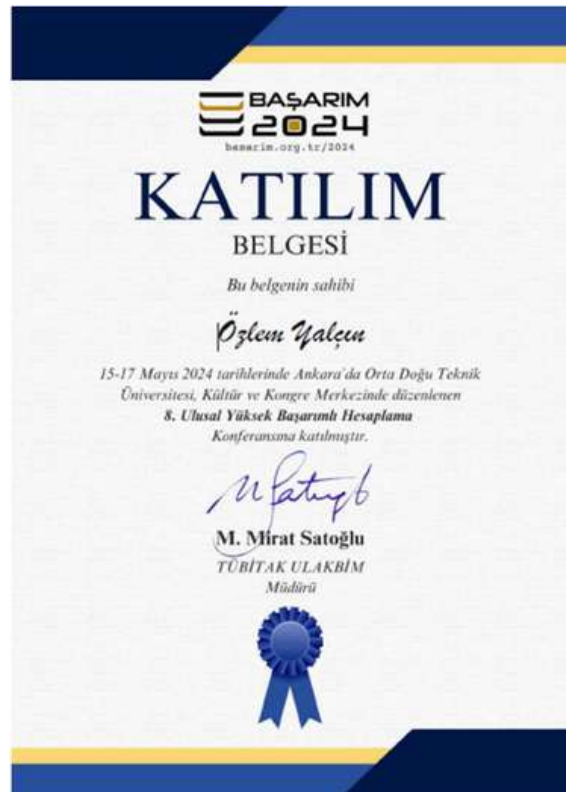 BAŞARIM
2024
basarim.org.tr/2024
KATILIM
BELGESİ
Bu belgenin sahibi
Özlem Yalçın
15-17 Mayıs 2024 tarihlerinde Ankara'da Orta Doğu Teknik
Üniversitesi, Kültür ve Kongre Merkezinde düzenlenen
8. Ulusal Yüksek Başarımlı Hesaplama
Konferansına katılmıştır.
M. Mirat Satoğlu
TÜBİTAK ULAKBİM
Müdürü